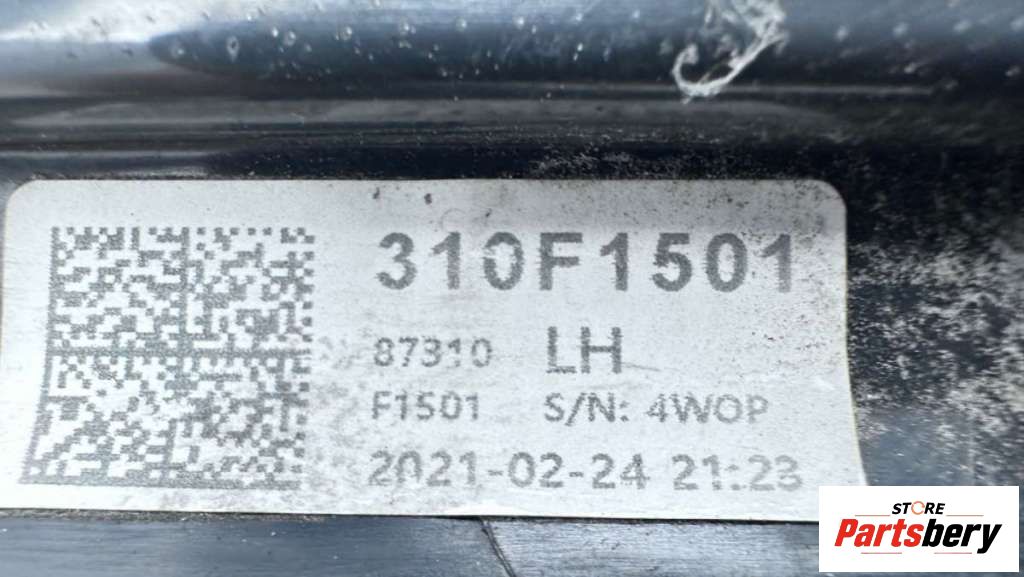 310F1501
87310 LH
F1501 S/N: 4WOP
2021-02-24 21:23
STORE
Partsbery